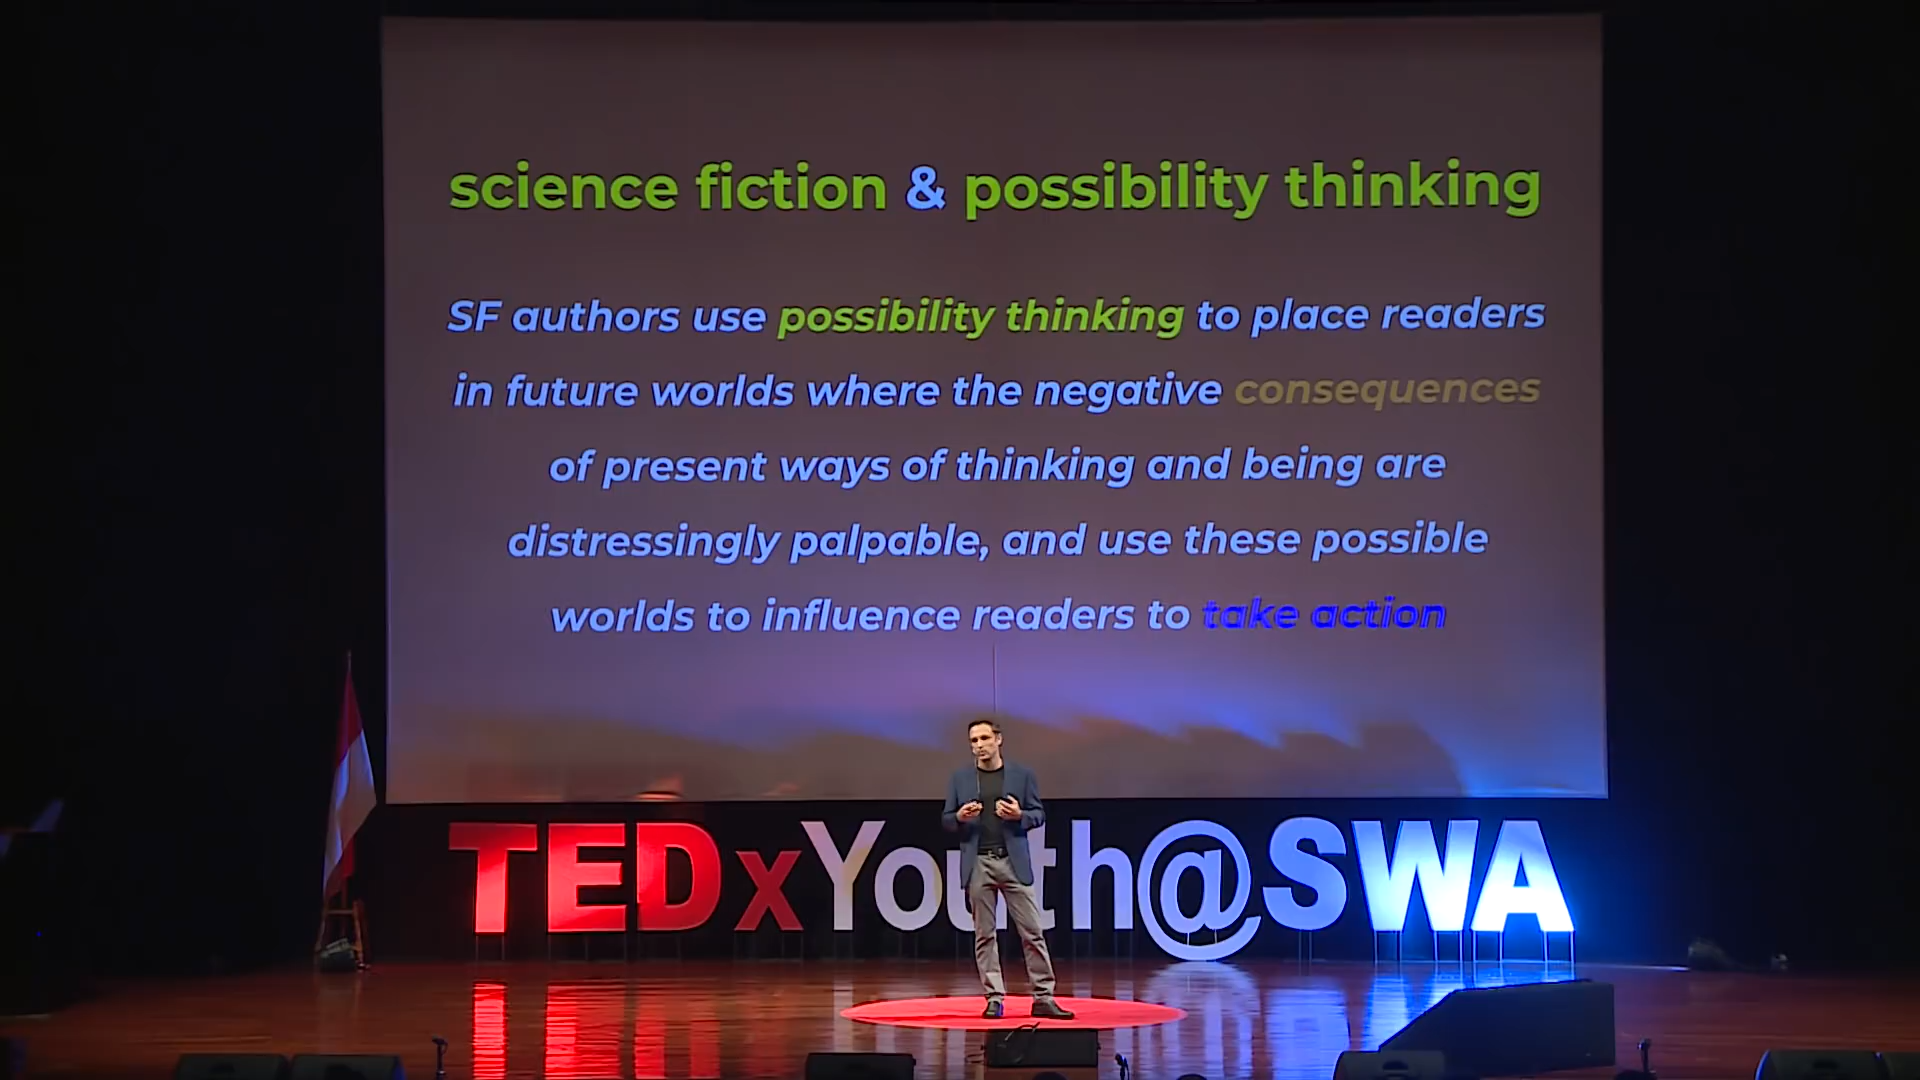 science fiction & possibility thinking
SF authors use possibility thinking to place readers
in future worlds where the negative consequences
of present ways of thinking and being are
distressingly palpable, and use these possible
worlds to influence readers to take action
TEDxYouth@SWA